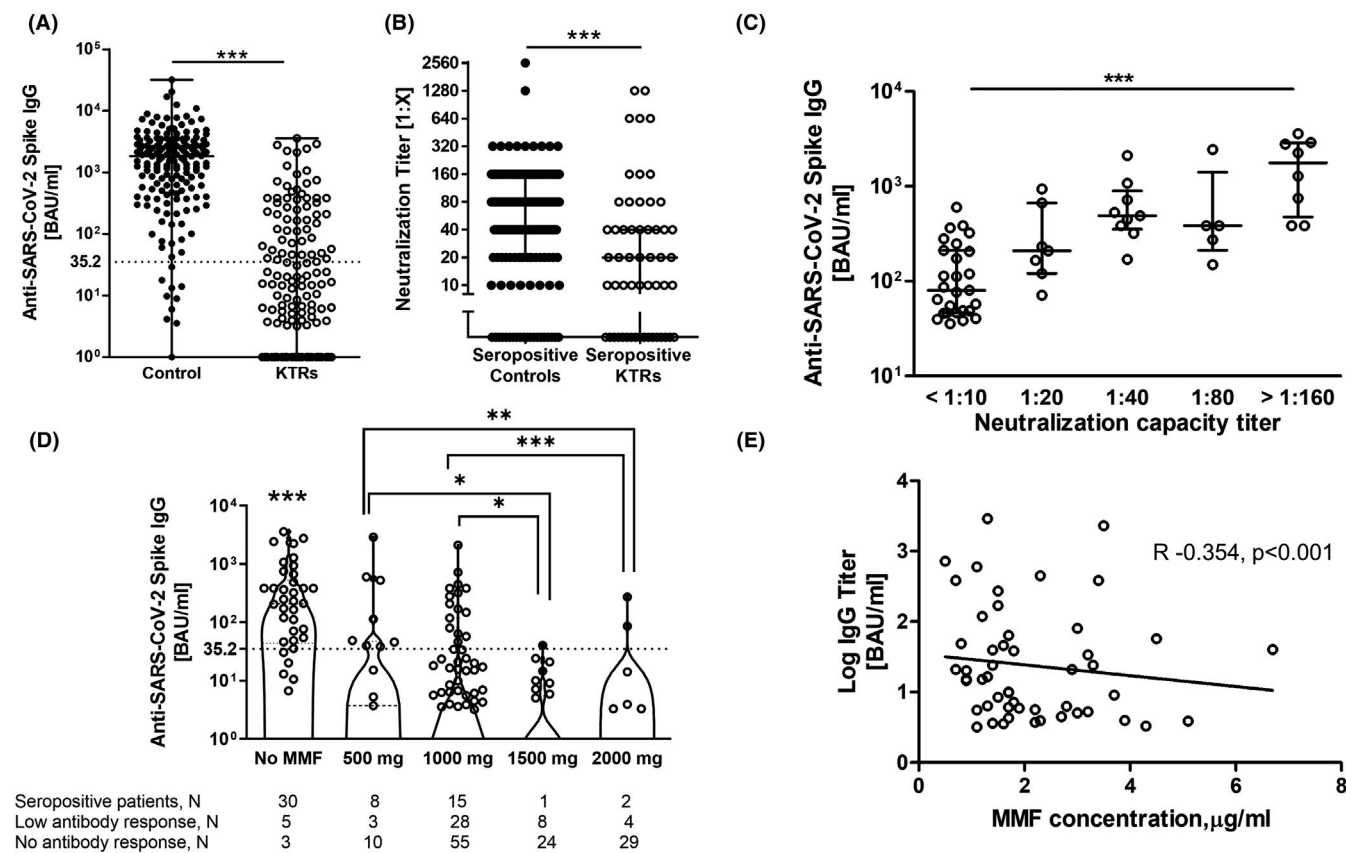 (A)
Anti-SARS-CoV-2 Spike IgG
[BAU/ml]
10⁵
10⁴
10³
10²
35.2
10¹
10⁰
***
Control
KTRs
(B)
Neutralization Titer [1:X]
2560
1280
640
320
160
80
40
20
10
***
Seropositive
Controls
Seropositive
KTRs
(C)
Anti-SARS-CoV-2 Spike IgG
[BAU/ml]
10⁴
10³
10²
10¹
***
< 1:10
1:20
1:40
1:80
> 1:160
Neutralization capacity titer
(D)
Anti-SARS-CoV-2 Spike IgG
[BAU/ml]
10⁴
10³
10²
35.2
10¹
10⁰
***
**
***
*
*
No MMF
500 mg
1000 mg
1500 mg
2000 mg
Seropositive patients, N 30 8 15 1 2
Low antibody response, N 5 3 28 8 4
No antibody response, N 3 10 55 24 29
(E)
Log IgG Titer
[BAU/ml]
4
3
2
1
0
R -0.354, p<0.001
0 2 4 6 8
MMF concentration,µg/ml